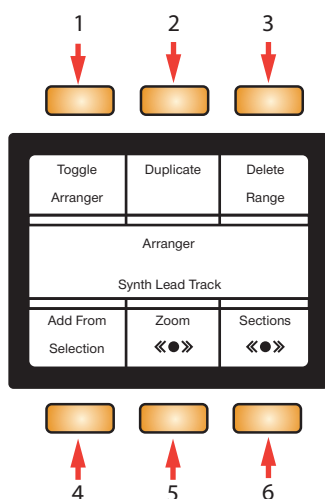 1 2 3
Toggle Duplicate Delete
Arranger Range
Arranger
Synth Lead Track
Add From Zoom Sections
Selection «●» «●»
4 5 6